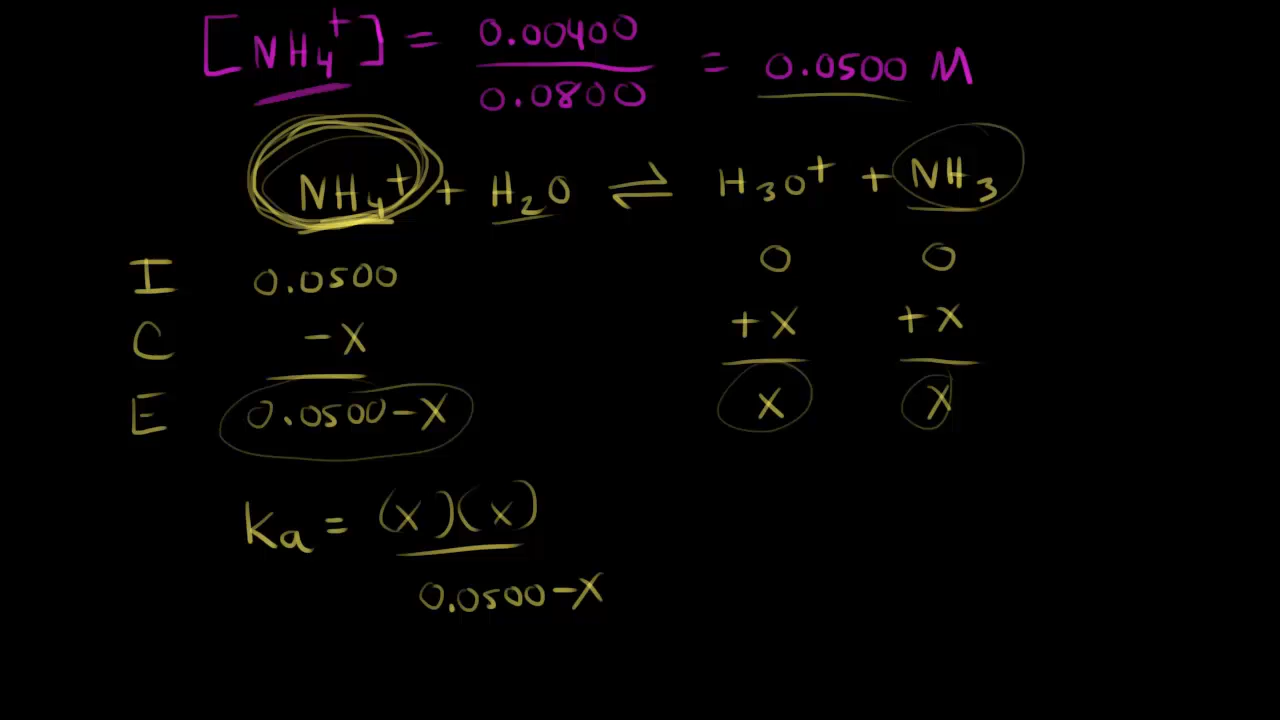 [NH₄⁺] = 0.00400 / 0.0800 = 0.0500 M
NH₄⁺ + H₂O ⇌ H₃O⁺ + NH₃
I 0.0500 0 0
C -X +X +X
E 0.0500-X X X
Ka = (X)(X)
0.0500-X